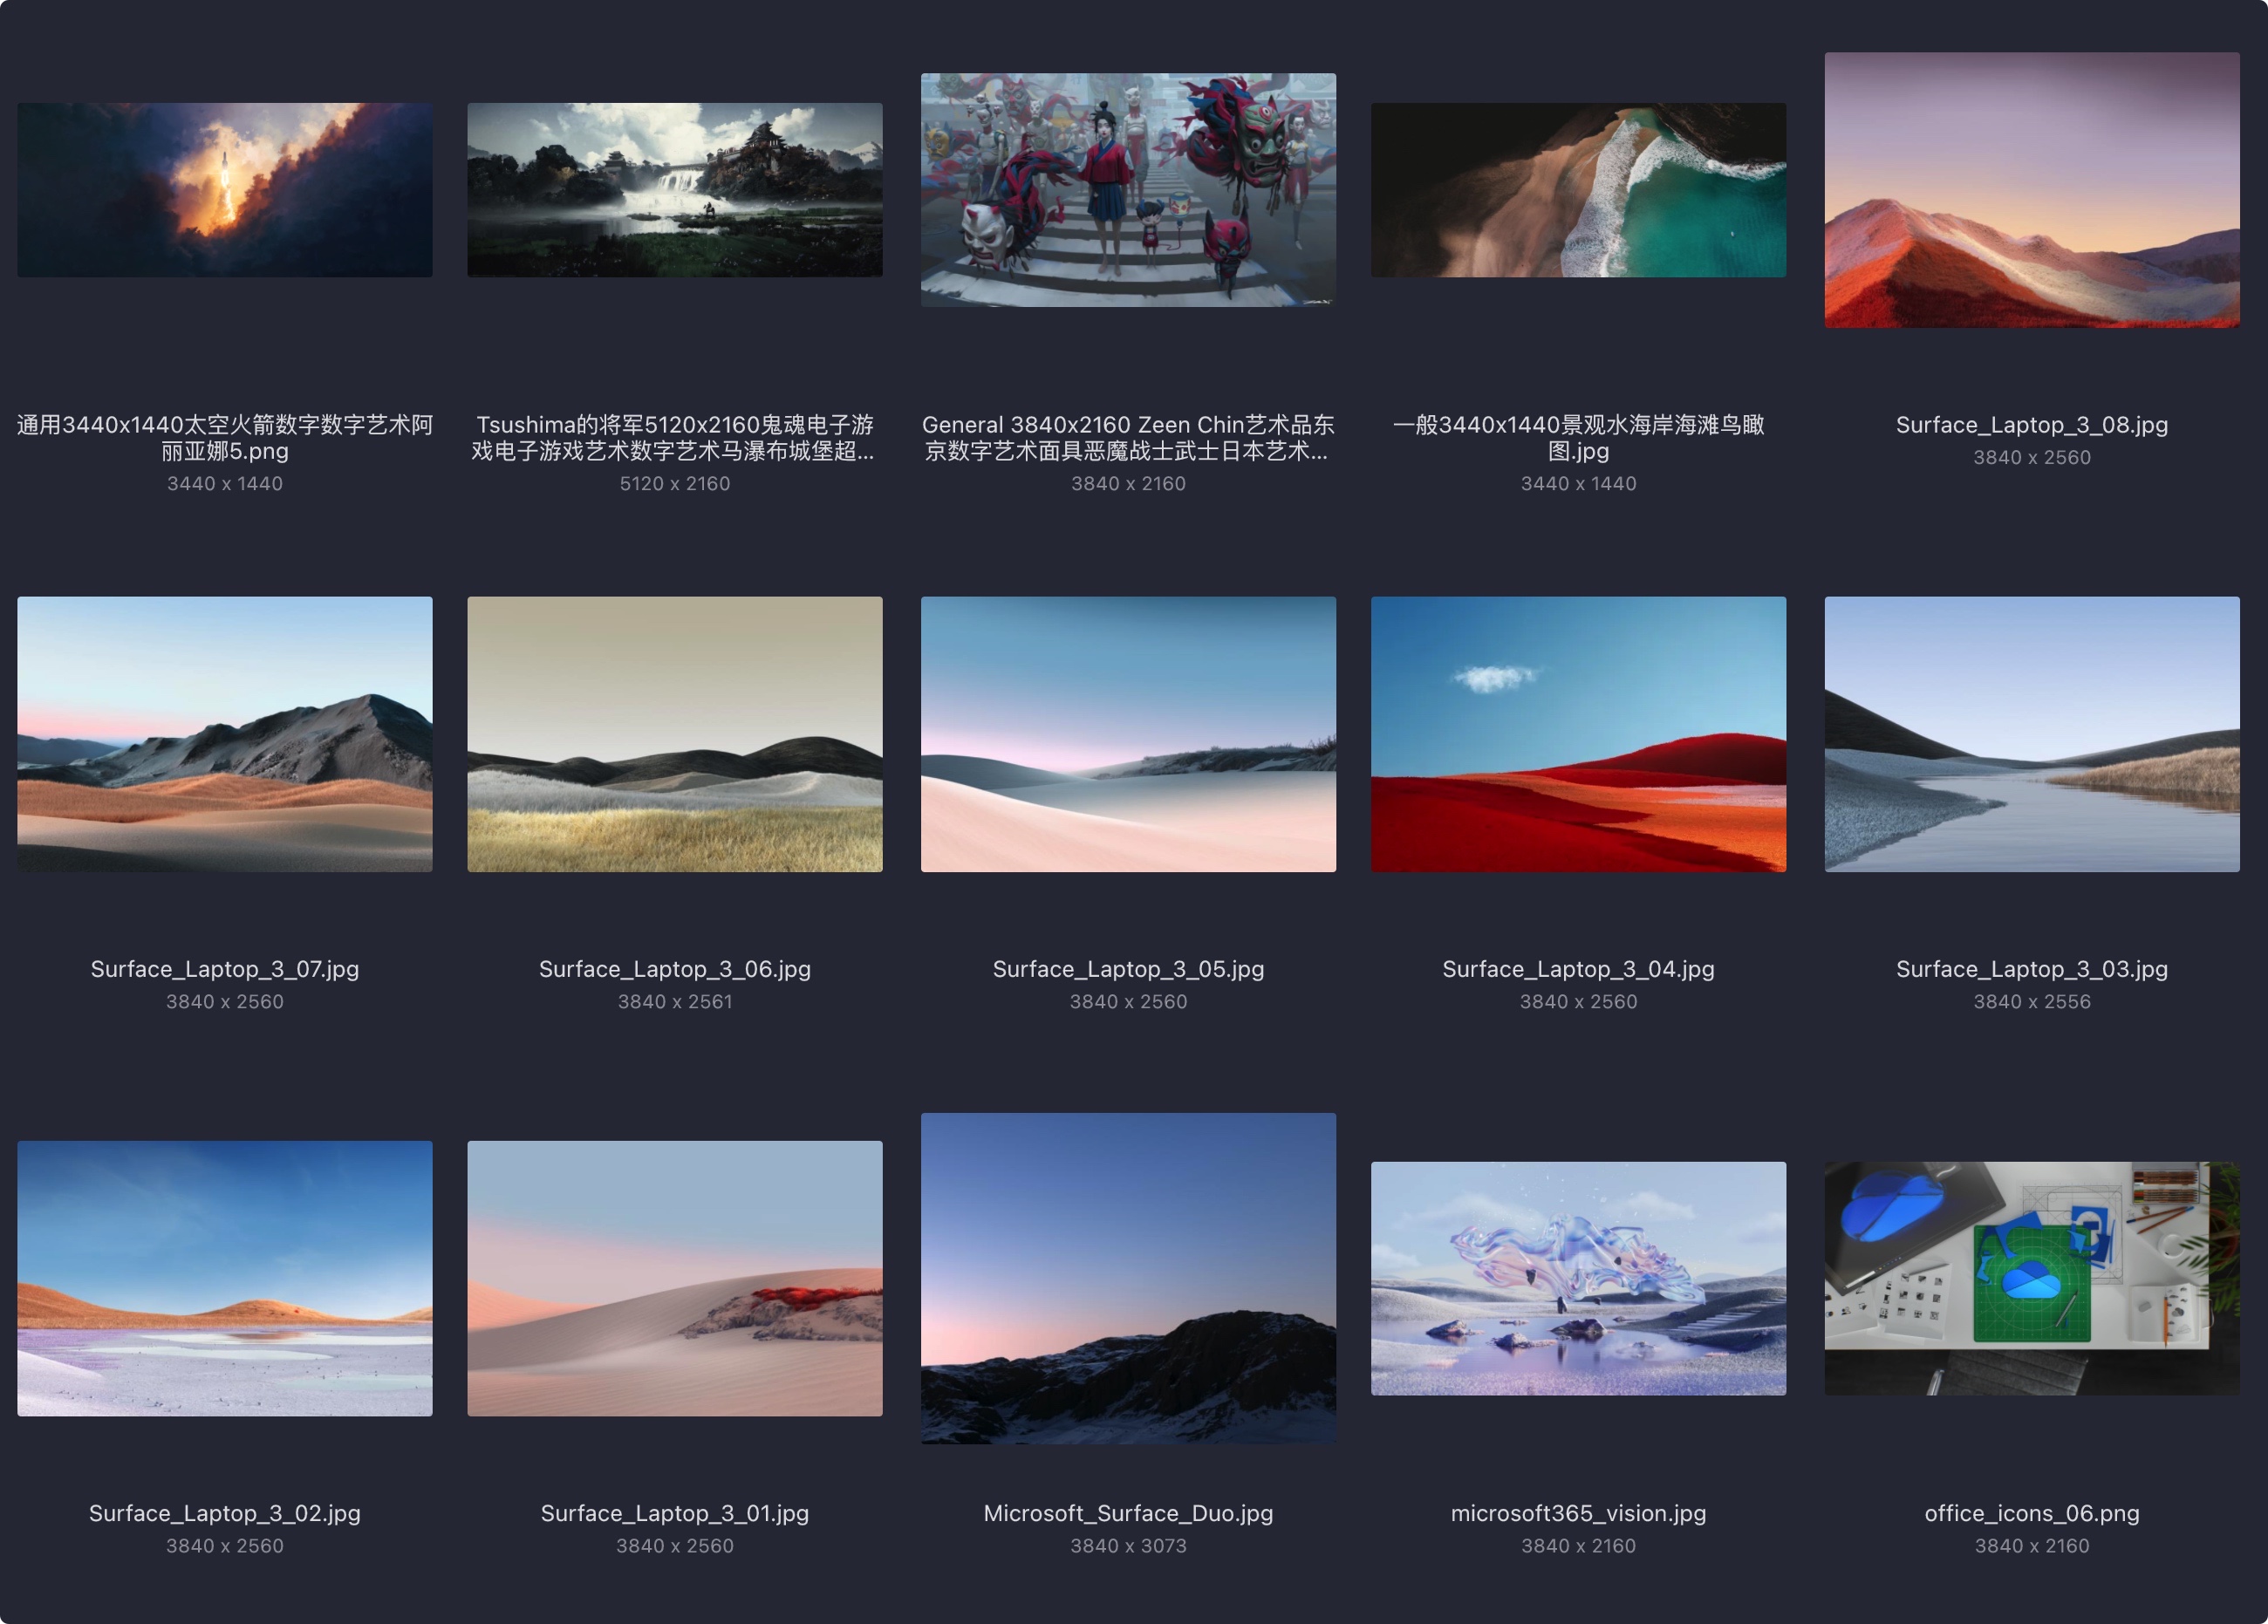 通用3440x1440太空火箭数字数字艺术阿
丽亚娜5.png
3440 x 1440
Tsushima的将军5120x2160鬼魂电子游
戏电子游戏艺术数字艺术马瀑布城堡超...
5120 x 2160
General 3840x2160 Zeen Chin艺术品东
京数字艺术面具恶魔战士武士日本艺术...
3840 x 2160
一般3440x1440景观水海岸海滩鸟瞰
图.jpg
3440 x 1440
Surface_Laptop_3_08.jpg
3840 x 2560
Surface_Laptop_3_07.jpg
3840 x 2560
Surface_Laptop_3_06.jpg
3840 x 2561
Surface_Laptop_3_05.jpg
3840 x 2560
Surface_Laptop_3_04.jpg
3840 x 2560
Surface_Laptop_3_03.jpg
3840 x 2556
Surface_Laptop_3_02.jpg
3840 x 2560
Surface_Laptop_3_01.jpg
3840 x 2560
Microsoft_Surface_Duo.jpg
3840 x 3073
microsoft365_vision.jpg
3840 x 2160
office_icons_06.png
3840 x 2160